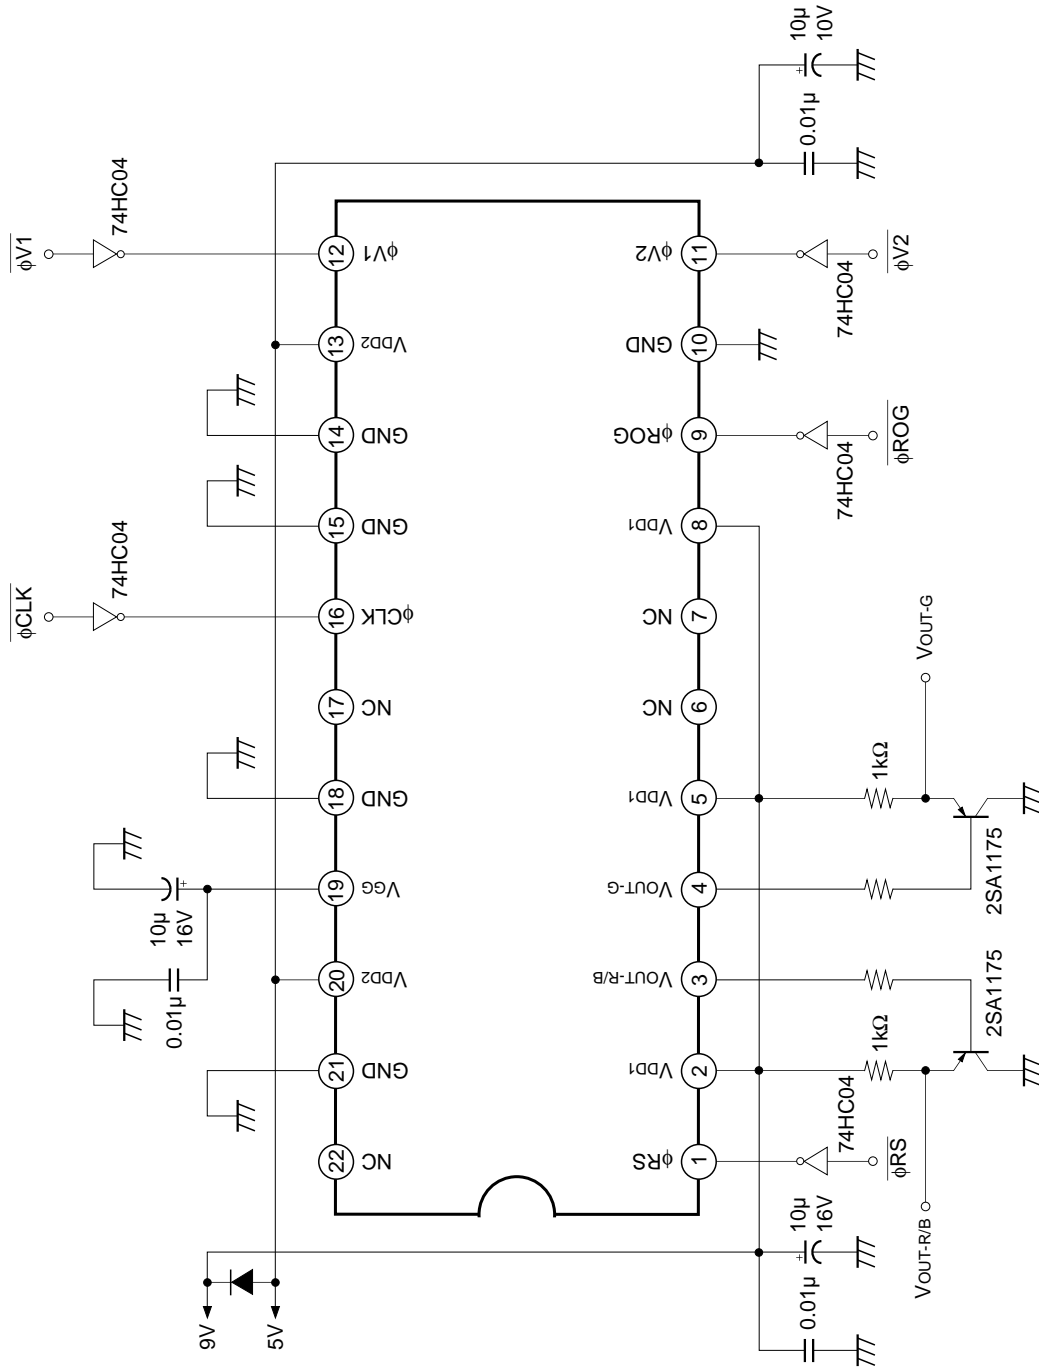 9V
5V
0.01µ
10µ
16V
10µ
16V
0.01µ
10µ
10V
0.01µ
φCLK
74HC04
φV1
74HC04
22
21
20
19
18
17
16
15
14
13
12
NC
GND
VDD2
VGG
GND
NC
φCLK
GND
GND
VDD2
φV1
φRS
VDD1
VOUT-R/B
VOUT-G
VDD1
NC
NC
VDD1
φROG
GND
φV2
1
2
3
4
5
6
7
8
9
10
11
74HC04
φRS
1kΩ
2SA1175
VOUT-R/B
1kΩ
2SA1175
VOUT-G
74HC04
φROG
74HC04
φV2